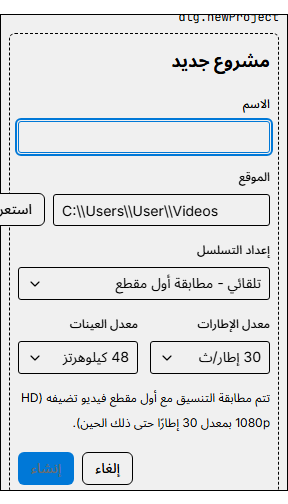 dlg.newProject
مشروع جديد
الاسم
الموقع
C:\\Users\\User\\Videos
إعداد التسلسل
تلقائي - مطابقة أول مقطع
معدل الإطارات
معدل العينات
30 إطار/ث
48 كيلوهرتز
تتم مطابقة التنسيق مع أول مقطع فيديو تضيفه (HD
1080p بمعدل 30 إطارًا حتى ذلك الحين).
إلغاء
إنشاء